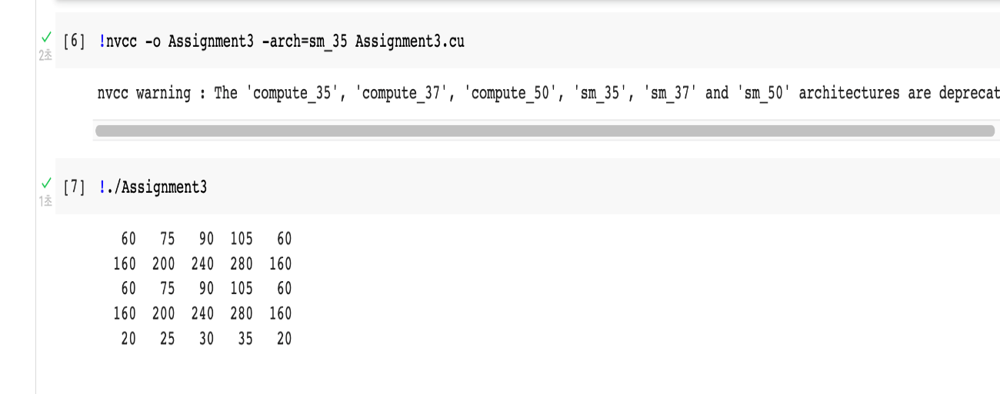 [6] !nvcc -o Assignment3 -arch=sm_35 Assignment3.cu
2초
nvcc warning : The 'compute_35', 'compute_37', 'compute_50', 'sm_35', 'sm_37' and 'sm_50' architectures are deprecat
[7] !./Assignment3
1초
60 75 90 105 60
160 200 240 280 160
60 75 90 105 60
160 200 240 280 160
20 25 30 35 20